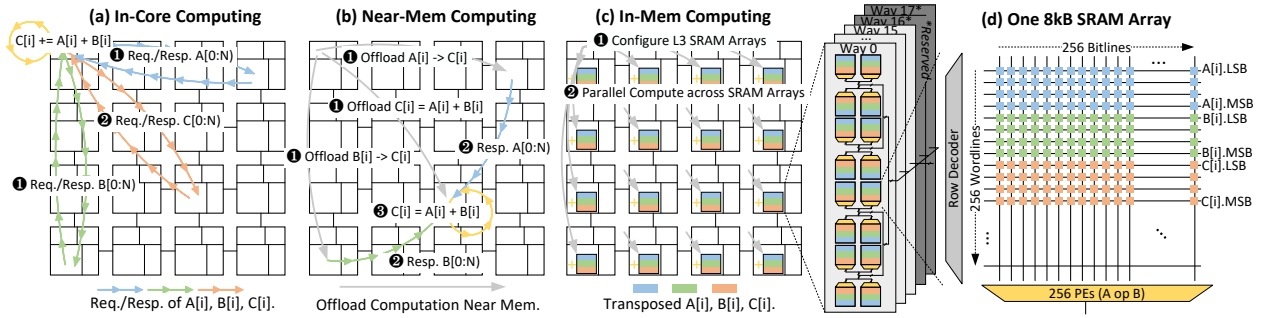 (a) In-Core Computing
C[i] += A[i] + B[i]
❶ Req./Resp. A[0:N]
❷ Req./Resp. C[0:N]
❶ Req./Resp. B[0:N]
Req./Resp. of A[i], B[i], C[i].
(b) Near-Mem Computing
❶ Offload A[i] -> C[i]
❶ Offload C[i] = A[i] + B[i]
❷ Resp. A[0:N]
❶ Offload B[i] -> C[i]
❸ C[i] = A[i] + B[i]
❷ Resp. B[0:N]
Offload Computation Near Mem.
(c) In-Mem Computing
❶ Configure L3 SRAM Arrays
❷ Parallel Compute across SRAM Arrays
+ + + +
+ + + +
+ + + +
+ + + +
Transposed A[i], B[i], C[i].
Way 17*
Way 16*
Way 15
...
Way 0
*Reserved
(d) One 8kB SRAM Array
256 Bitlines
...
A[i].LSB
A[i].MSB
B[i].LSB
B[i].MSB
C[i].LSB
C[i].MSB
Row Decoder
256 Wordlines
256 PEs (A op B)